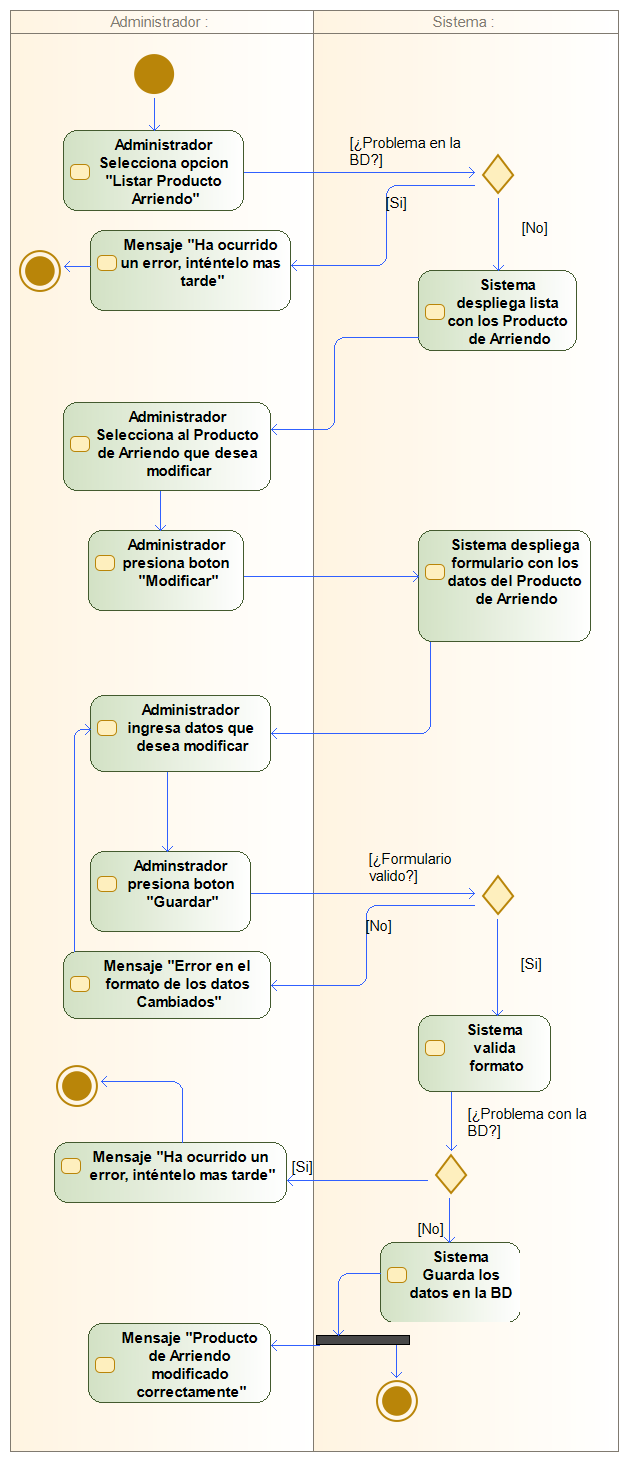 Administrador :
Sistema :
Administrador
Selecciona opcion
"Listar Producto
Arriendo"
[¿Problema en la
BD?]
[Si]
[No]
Mensaje "Ha ocurrido
un error, inténtelo mas
tarde"
Sistema
despliega lista
con los Producto
de Arriendo
Administrador
Selecciona al Producto
de Arriendo que desea
modificar
Administrador
presiona boton
"Modificar"
Sistema despliega
formulario con los
datos del Producto
de Arriendo
Administrador
ingresa datos que
desea modificar
Adminstrador
presiona boton
"Guardar"
[¿Formulario
valido?]
[No]
[Si]
Mensaje "Error en el
formato de los datos
Cambiados"
Sistema
valida
formato
[¿Problema con la
BD?]
Mensaje "Ha ocurrido un
error, inténtelo mas tarde"
[Si]
[No]
Sistema
Guarda los
datos en la BD
Mensaje "Producto
de Arriendo
modificado
correctamente"